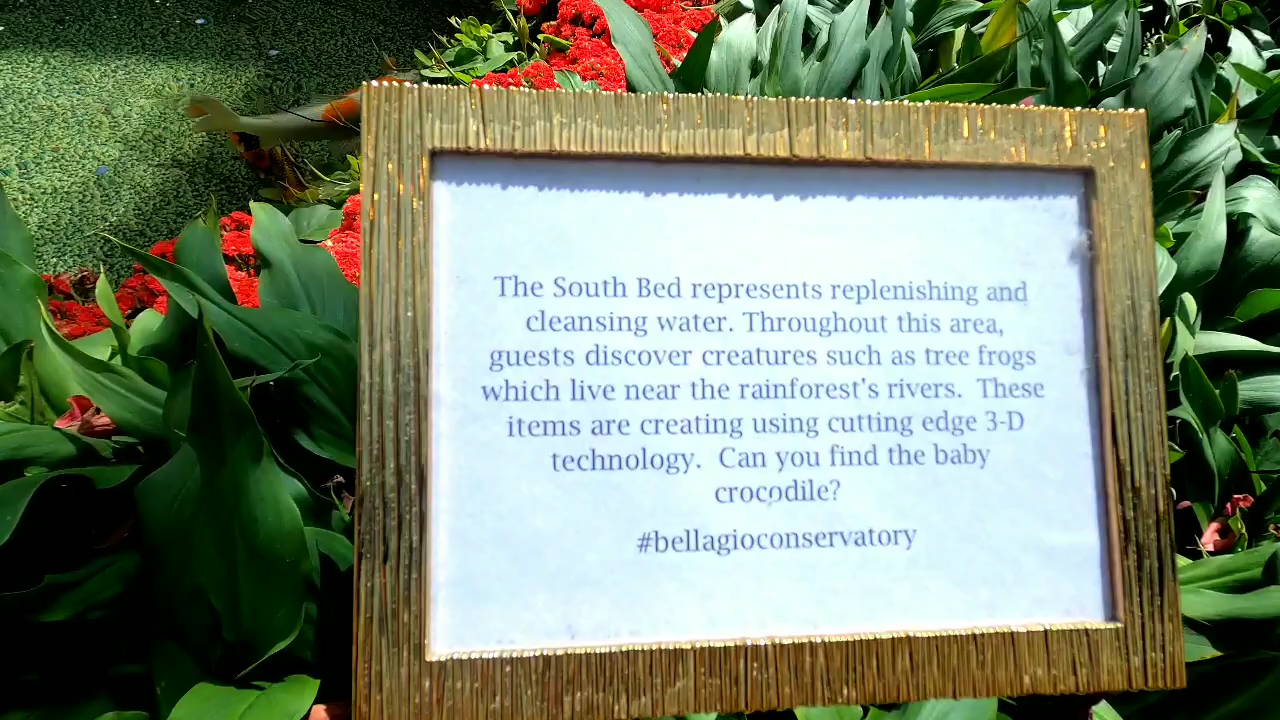 The South Bed represents replenishing and
cleansing water. Throughout this area,
guests discover creatures such as tree frogs
which live near the rainforest's rivers.  These
items are creating using cutting edge 3-D
technology.  Can you find the baby
crocodile?
#bellagioconservatory